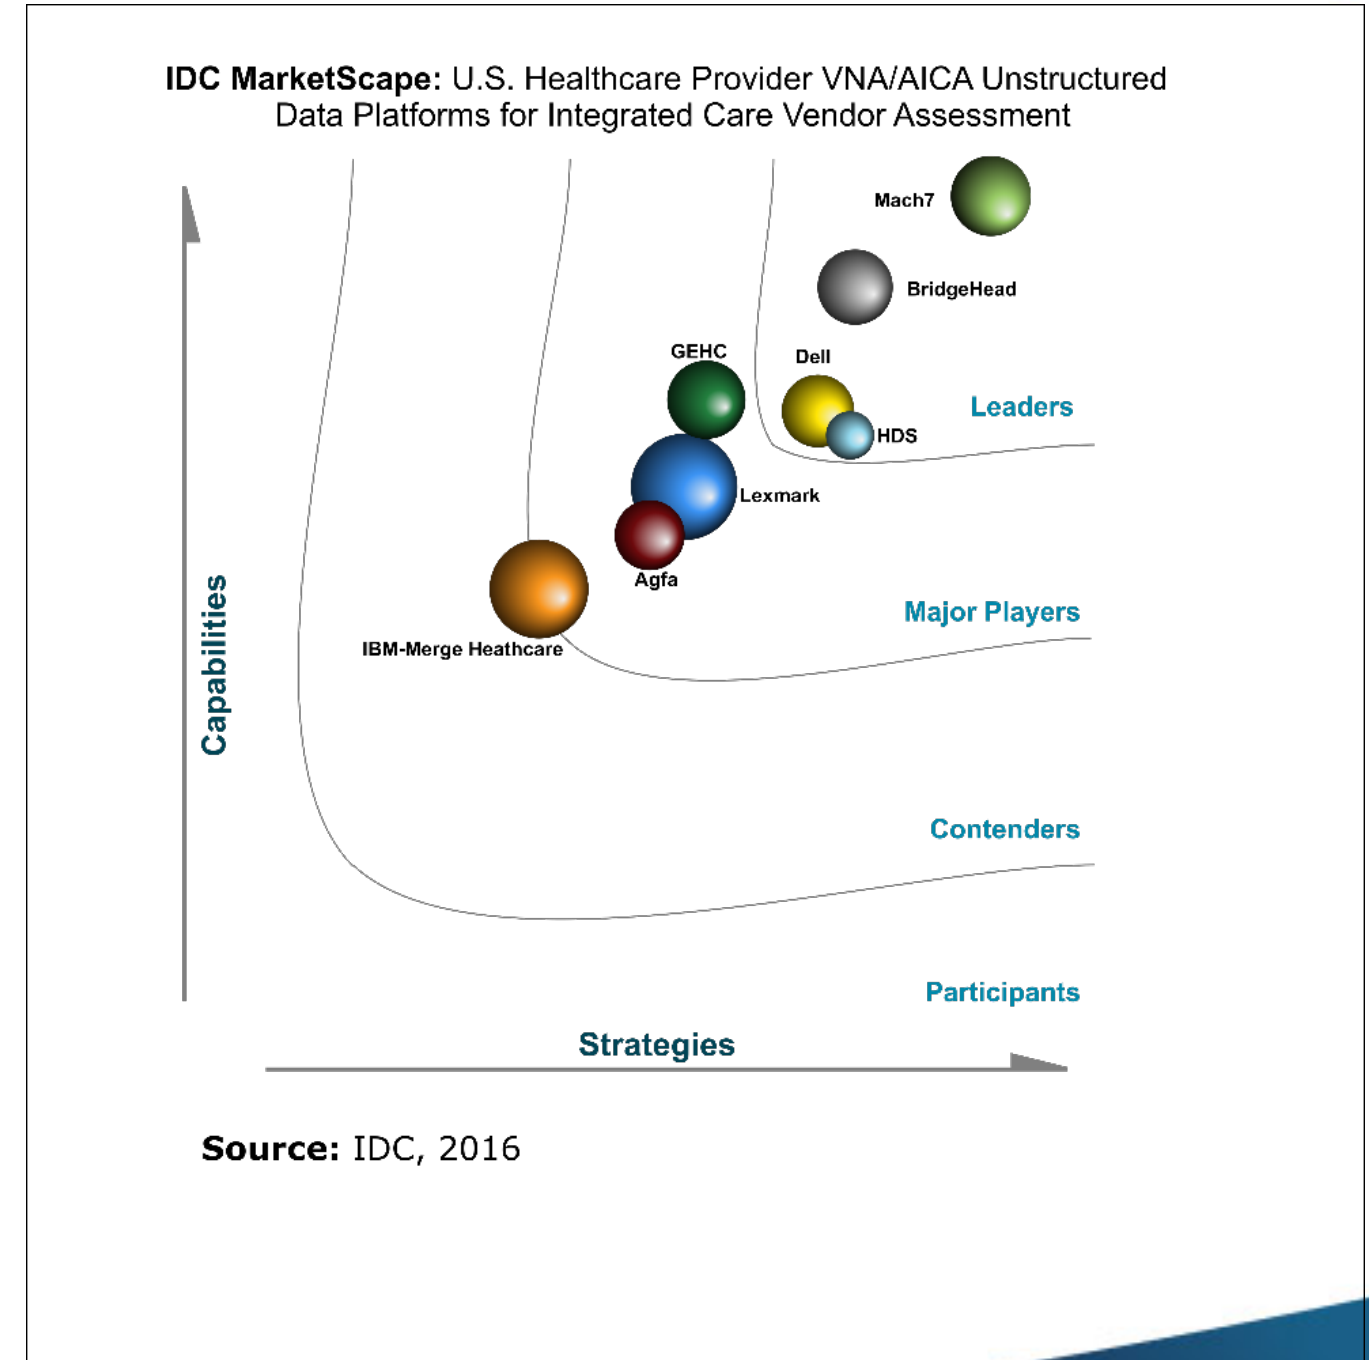 IDC MarketScape: U.S. Healthcare Provider VNA/AICA Unstructured
Data Platforms for Integrated Care Vendor Assessment
Mach7
BridgeHead
GEHC
Dell
Leaders
HDS
Lexmark
Agfa
Major Players
IBM-Merge Heathcare
Capabilities
Contenders
Participants
Strategies
Source: IDC, 2016